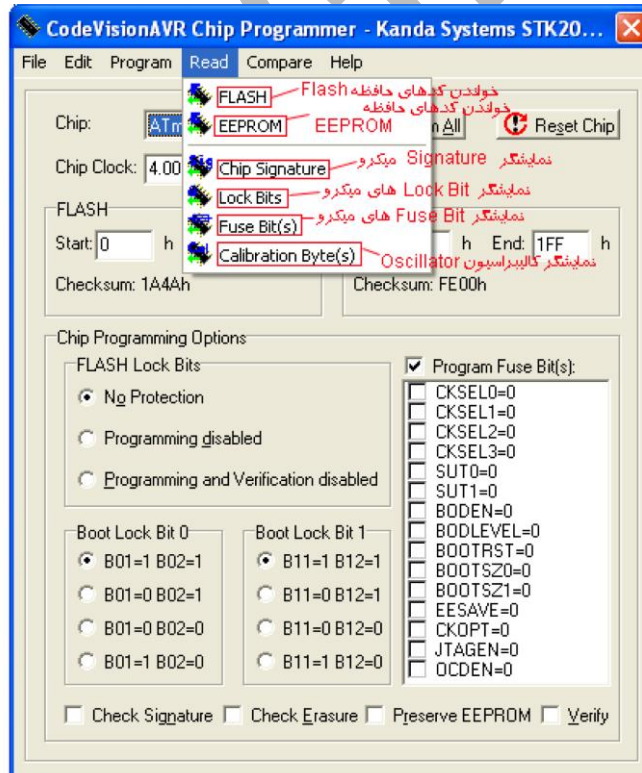 CodeVisionAVR Chip Programmer - Kanda Systems STK20...
File Edit Program Read Compare Help
FLASH
خواندن کدهای حافظه Flash
EEPROM
خواندن کدهای حافظه EEPROM
Chip Signature
نمایشگر Signature میکرو
Lock Bits
نمایشگر Lock Bit های میکرو
Fuse Bit(s)
نمایشگر Fuse Bit های میکرو
Calibration Byte(s)
نمایشگر کالیبراسیون Oscillator
Chip: ATm
All
Reset Chip
Chip Clock: 4.00
FLASH
Start: 0 h
h End: 1FF h
Checksum: 1A4Ah
Checksum: FE00h
Chip Programming Options
FLASH Lock Bits
No Protection
Programming disabled
Programming and Verification disabled
Boot Lock Bit 0
B01=1 B02=1
B01=0 B02=1
B01=0 B02=0
B01=1 B02=0
Boot Lock Bit 1
B11=1 B12=1
B11=0 B12=1
B11=0 B12=0
B11=1 B12=0
Program Fuse Bit(s):
CKSEL0=0
CKSEL1=0
CKSEL2=0
CKSEL3=0
SUT0=0
SUT1=0
BODEN=0
BODLEVEL=0
BOOTRST=0
BOOTSZ0=0
BOOTSZ1=0
EESAVE=0
CKOPT=0
JTAGEN=0
OCDEN=0
Check Signature Check Erasure Preserve EEPROM Verify